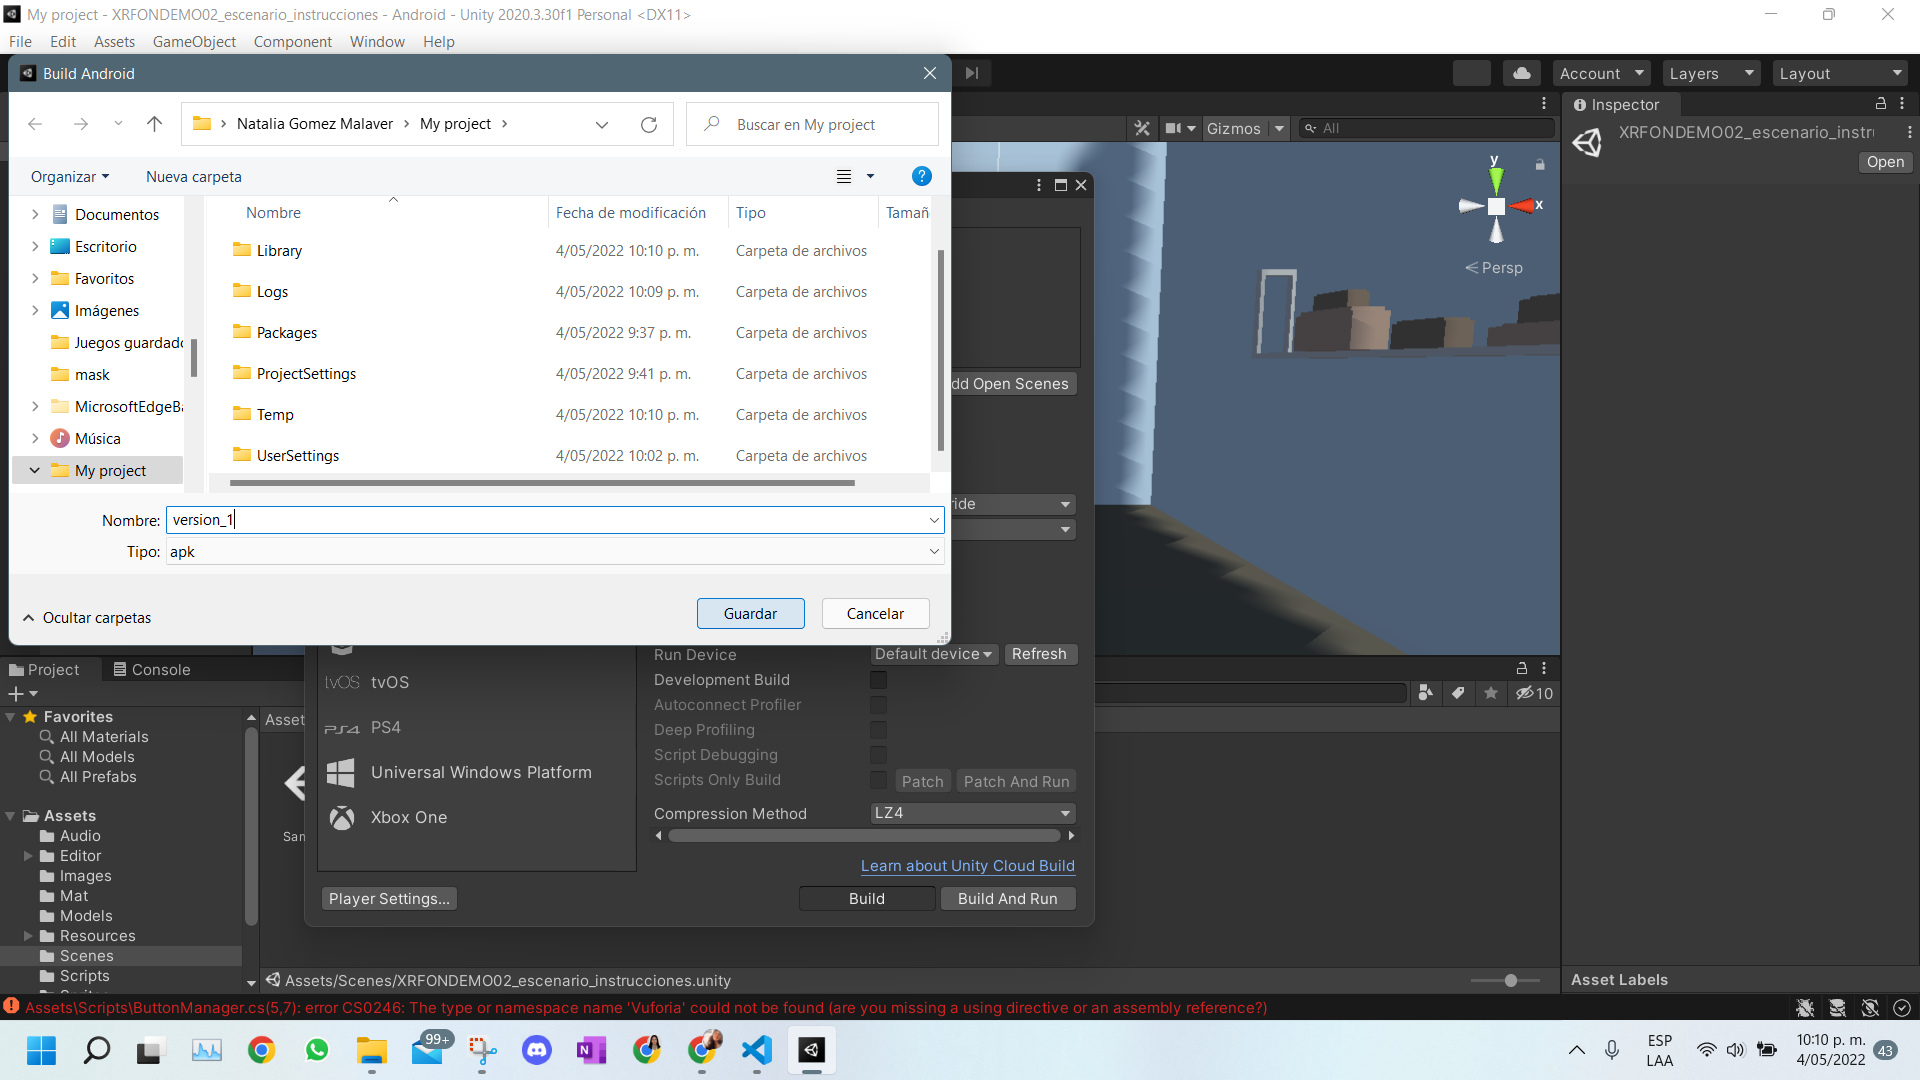 My project - XRFONDEMO02_escenario_instrucciones - Android - Unity 2020.3.30f1 Personal <DX11>
File Edit Assets GameObject Component Window Help
Build Android
Account Layers Layout
Natalia Gomez Malaver > My project >
Buscar en My project
Inspector
Gizmos All
XRFONDEMO02_escenario_instr
Open
Organizar Nueva carpeta
Nombre Fecha de modificación Tipo Tamañ
Documentos
Escritorio
Favoritos
Imágenes
Juegos guardado
mask
MicrosoftEdgeBa
Música
My project
Library 4/05/2022 10:10 p. m. Carpeta de archivos
Logs 4/05/2022 10:09 p. m. Carpeta de archivos
Packages 4/05/2022 9:37 p. m. Carpeta de archivos
ProjectSettings 4/05/2022 9:41 p. m. Carpeta de archivos
Temp 4/05/2022 10:10 p. m. Carpeta de archivos
UserSettings 4/05/2022 10:02 p. m. Carpeta de archivos
y
x
Persp
dd Open Scenes
ride
Nombre: version_1
Tipo: apk
Ocultar carpetas
Guardar Cancelar
Run Device Default device Refresh
Development Build
Autoconnect Profiler
Deep Profiling
Script Debugging
Scripts Only Build Patch Patch And Run
Compression Method LZ4
Learn about Unity Cloud Build
Player Settings... Build Build And Run
tvOS tvOS
PS4 PS4
Universal Windows Platform
Xbox One
Project Console
10
Favorites
All Materials
All Models
All Prefabs
Assets
Audio
Editor
Images
Mat
Models
Resources
Scenes
Scripts
Asset
San
Assets/Scenes/XRFONDEMO02_escenario_instrucciones.unity
Asset Labels
Assets\Scripts\ButtonManager.cs(5,7): error CS0246: The type or namespace name 'Vuforia' could not be found (are you missing a using directive or an assembly reference?)
99+
ESP
LAA
10:10 p. m.
4/05/2022
43